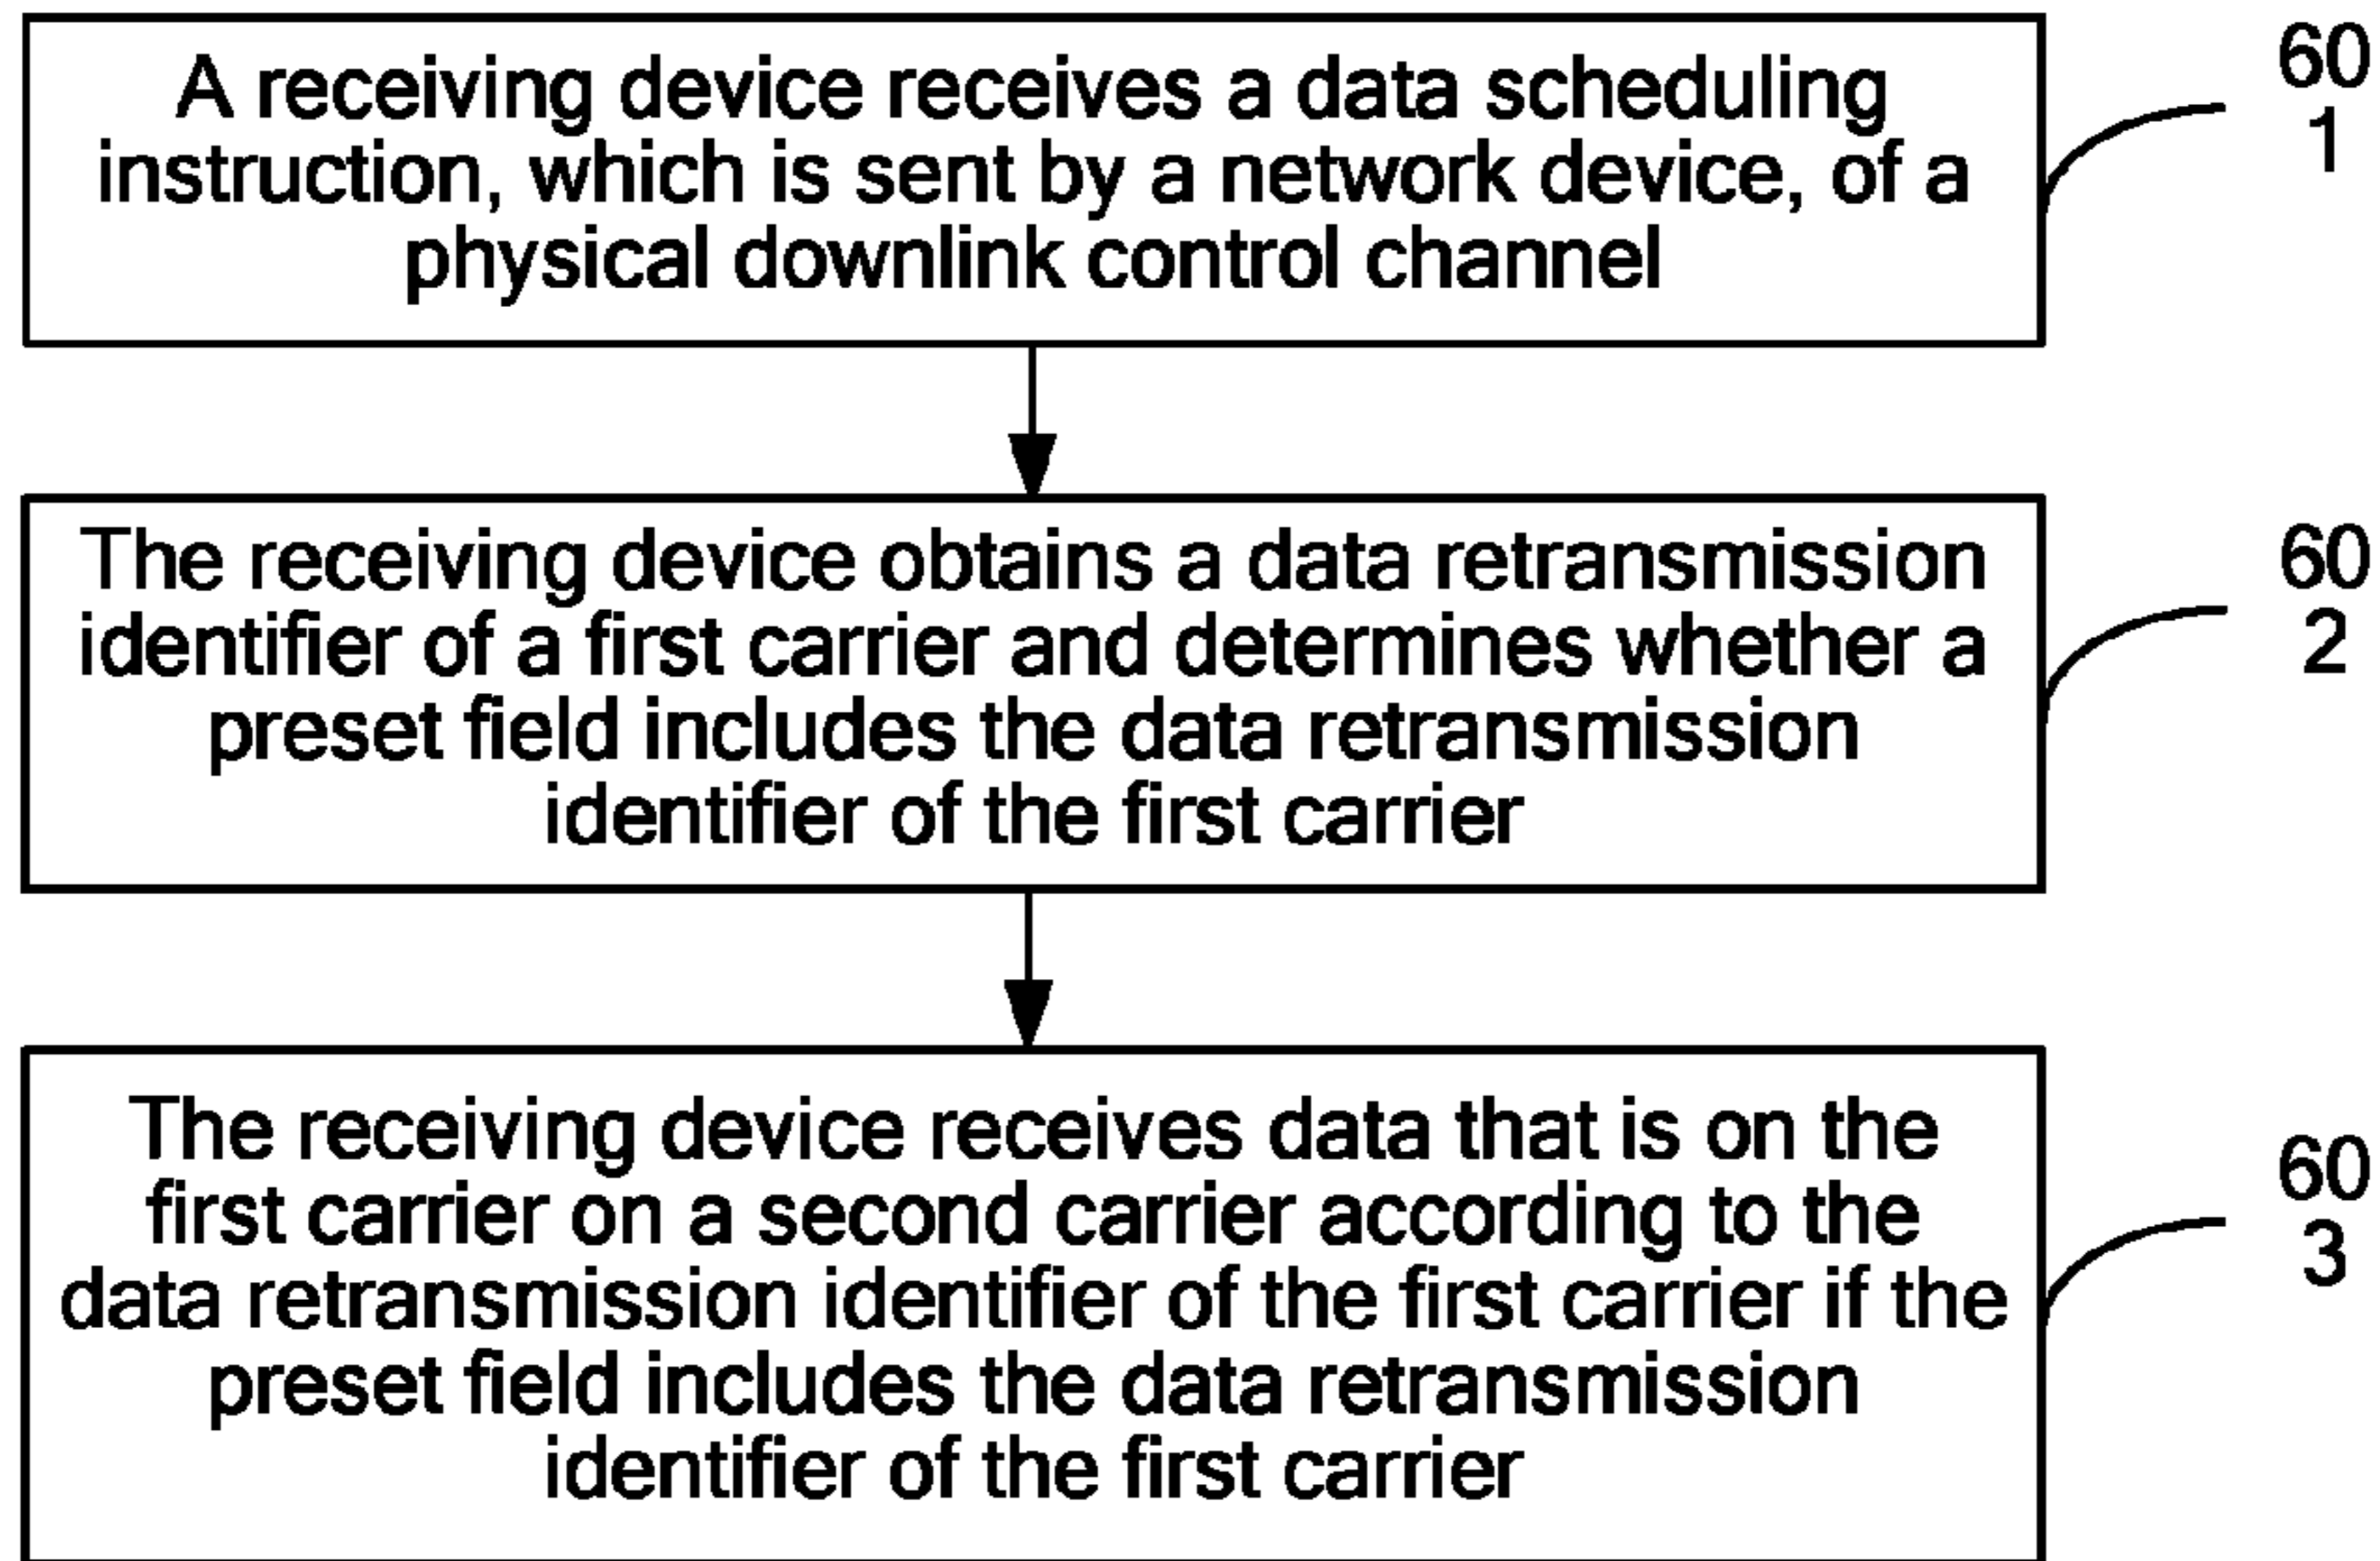 A receiving device receives a data scheduling
instruction, which is sent by a network device, of a
physical downlink control channel
60
1
The receiving device obtains a data retransmission
identifier of a first carrier and determines whether a
preset field includes the data retransmission
identifier of the first carrier
60
2
The receiving device receives data that is on the
first carrier on a second carrier according to the
data retransmission identifier of the first carrier if the
preset field includes the data retransmission
identifier of the first carrier
60
3